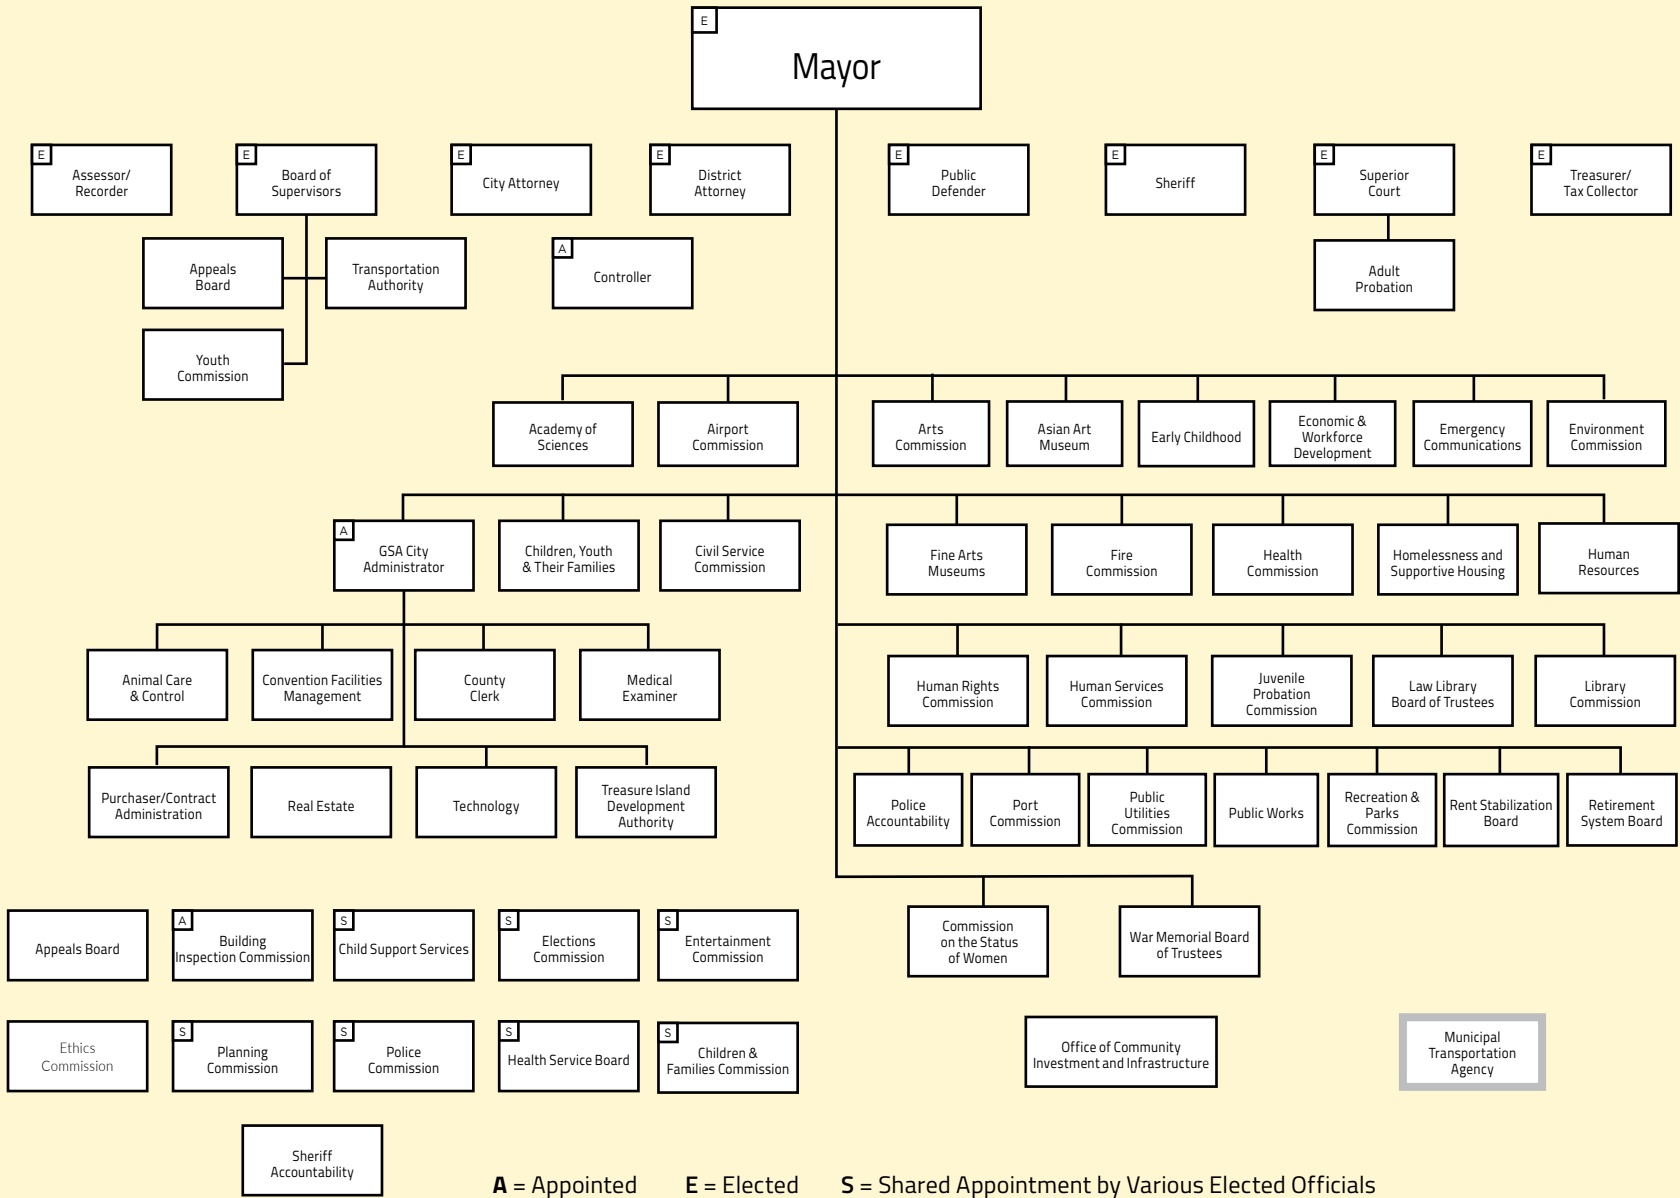 E
Mayor
E
Assessor/
Recorder
E
Board of
Supervisors
E
City Attorney
E
District
Attorney
E
Public
Defender
E
Sheriff
E
Superior
Court
E
Treasurer/
Tax Collector
Appeals
Board
Transportation
Authority
A
Controller
Adult
Probation
Youth
Commission
Academy of
Sciences
Airport
Commission
Arts
Commission
Asian Art
Museum
Early Childhood
Economic &
Workforce
Development
Emergency
Communications
Environment
Commission
A
GSA City
Administrator
Children, Youth
& Their Families
Civil Service
Commission
Fine Arts
Museums
Fire
Commission
Health
Commission
Homelessness and
Supportive Housing
Human
Resources
Animal Care
& Control
Convention Facilities
Management
County
Clerk
Medical
Examiner
Human Rights
Commission
Human Services
Commission
Juvenile
Probation
Commission
Law Library
Board of Trustees
Library
Commission
Purchaser/Contract
Administration
Real Estate
Technology
Treasure Island
Development
Authority
Police
Accountability
Port
Commission
Public
Utilities
Commission
Public Works
Recreation &
Parks
Commission
Rent Stabilization
Board
Retirement
System Board
Appeals Board
A
Building
Inspection Commission
S
Child Support Services
S
Elections
Commission
S
Entertainment
Commission
Commission
on the Status
of Women
War Memorial Board
of Trustees
Ethics
Commission
S
Planning
Commission
S
Police
Commission
S
Health Service Board
S
Children &
Families Commission
Office of Community
Investment and Infrastructure
Municipal
Transportation
Agency
Sheriff
Accountability
A = Appointed E = Elected S = Shared Appointment by Various Elected Officials